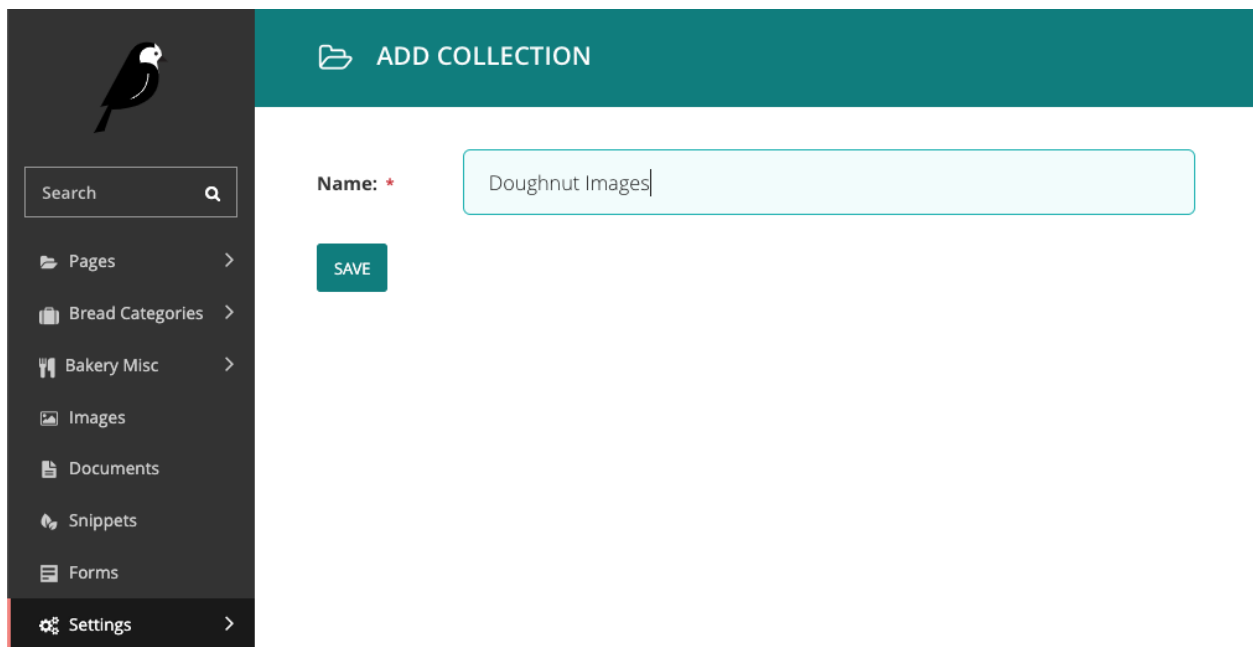 ADD COLLECTION
Name: *
Doughnut Images
SAVE
Search
Pages
Bread Categories
Bakery Misc
Images
Documents
Snippets
Forms
Settings